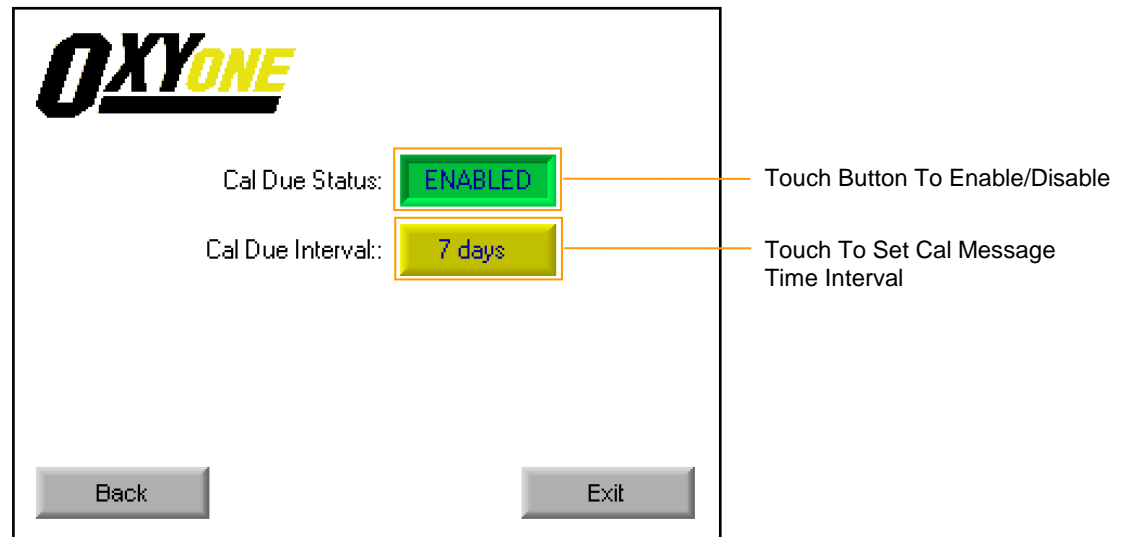 OXYONE
Cal Due Status: ENABLED Touch Button To Enable/Disable
Cal Due Interval:: 7 days Touch To Set Cal Message
Time Interval
Back Exit